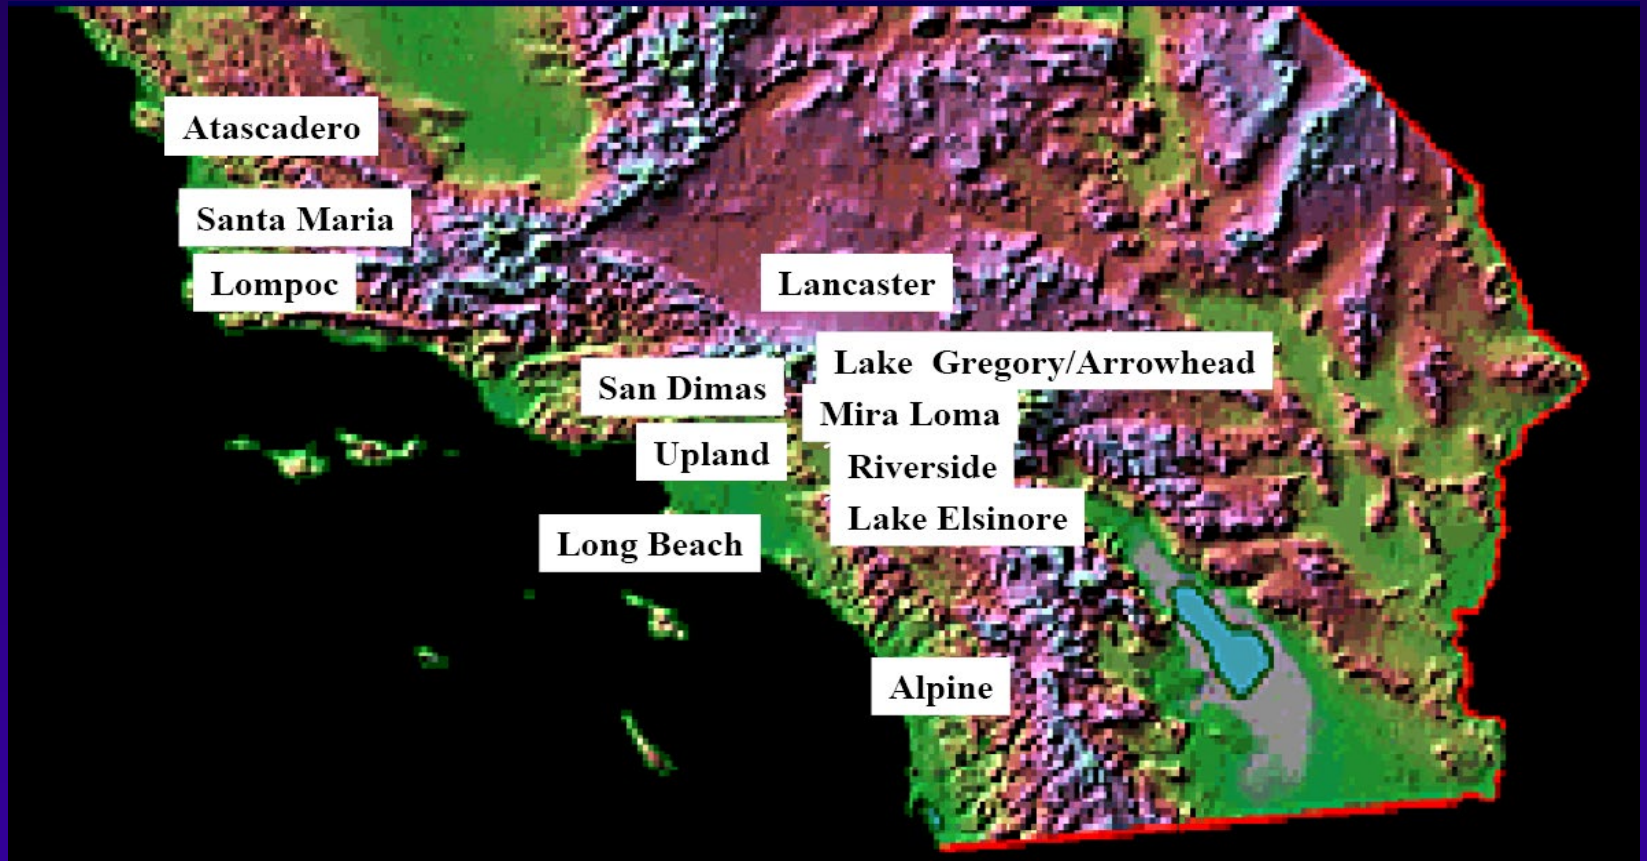 Atascadero
Santa Maria
Lompoc
Lancaster
Lake Gregory/Arrowhead
San Dimas
Mira Loma
Upland
Riverside
Lake Elsinore
Long Beach
Alpine